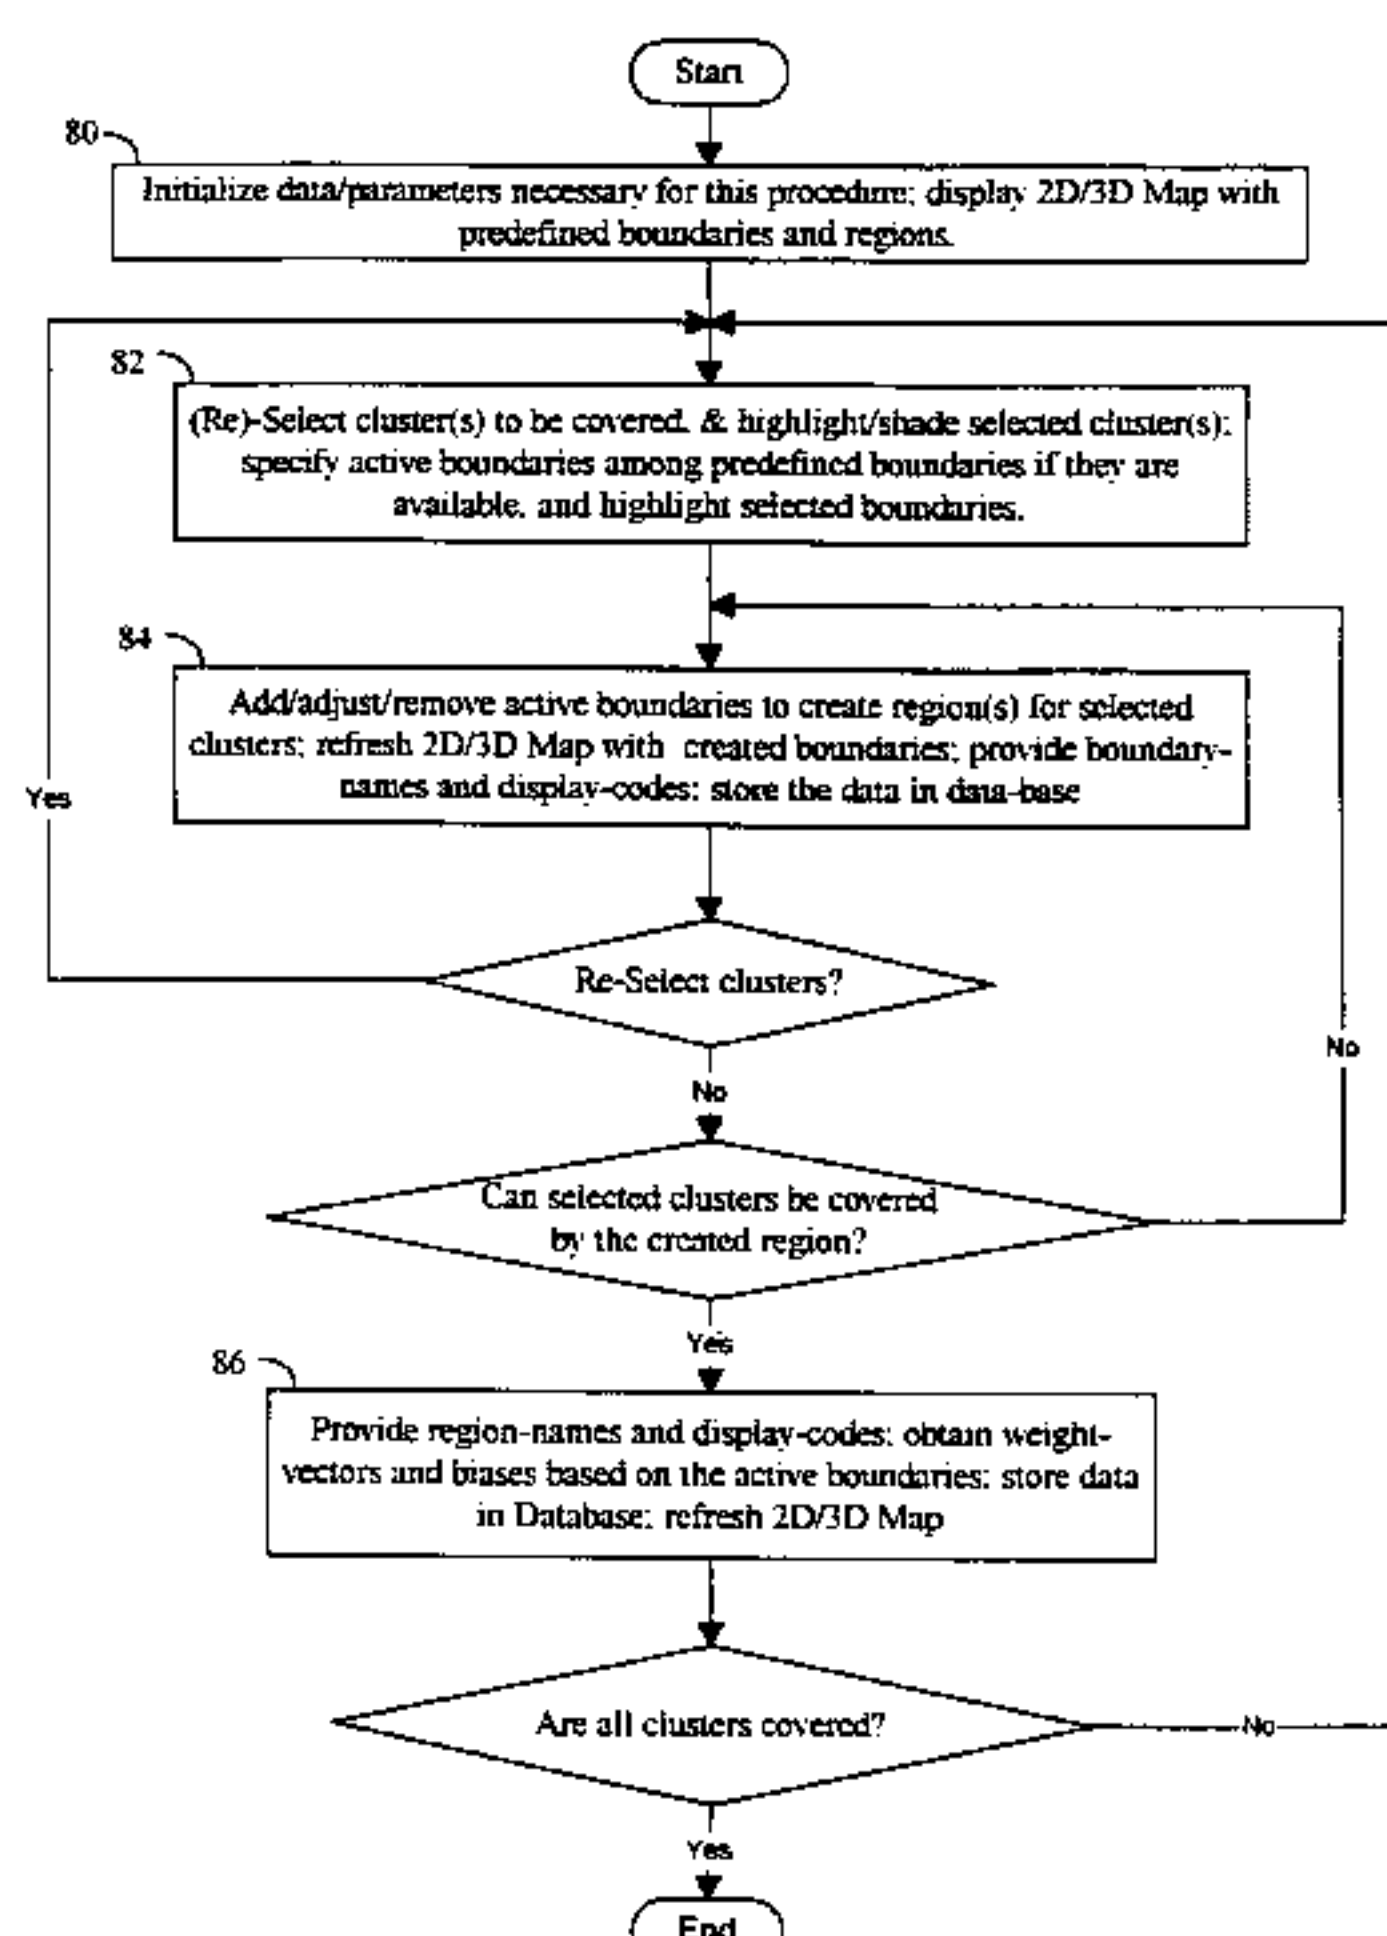 Start
80
Initialize data/parameters necessary for this procedure; display 2D/3D Map with
predefined boundaries and regions.
82
(Re)-Select cluster(s) to be covered. & highlight/shade selected cluster(s);
specify active boundaries among predefined boundaries if they are
available. and highlight selected boundaries.
84
Add/adjust/remove active boundaries to create region(s) for selected
clusters; refresh 2D/3D Map with created boundaries; provide boundary-
names and display-codes; store the data in data-base
Yes
Re-Select clusters?
No
No
Can selected clusters be covered
by the created region?
Yes
86
Provide region-names and display-codes; obtain weight-
vectors and biases based on the active boundaries; store data
in Database; refresh 2D/3D Map
Are all clusters covered?
No
Yes
End